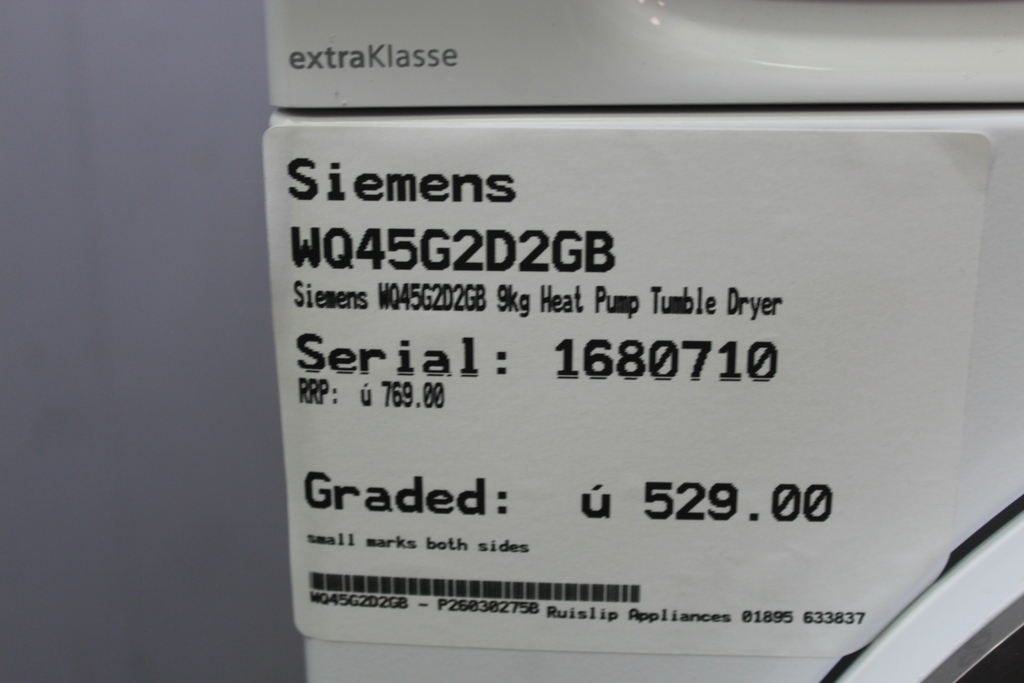 extraKlasse
Siemens
WQ45G2D2GB
Siemens WQ45G2D2GB 9kg Heat Pump Tumble Dryer
Serial: 1680710
RRP: ú 769.00
Graded: ú 529.00
small marks both sides
WQ45G2D2GB - P26030275B Ruislip Appliances 01895 633837